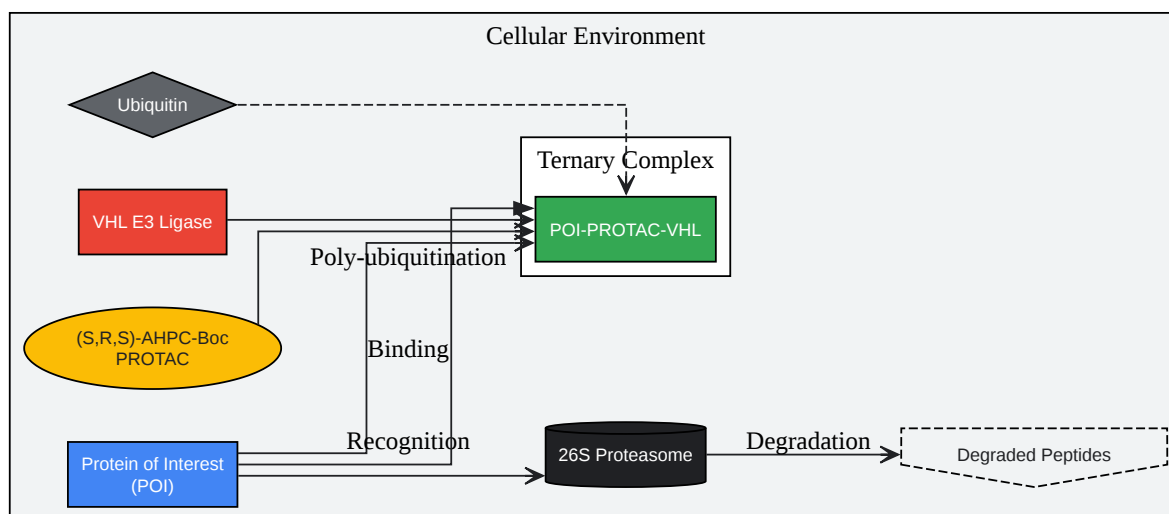 Cellular Environment
Ubiquitin
Ternary Complex
VHL E3 Ligase
POI-PROTAC-VHL
Poly-ubiquitination
(S,R,S)-AHPC-Boc
PROTAC
Binding
Recognition
Protein of Interest
(POI)
26S Proteasome
Degradation
Degraded Peptides